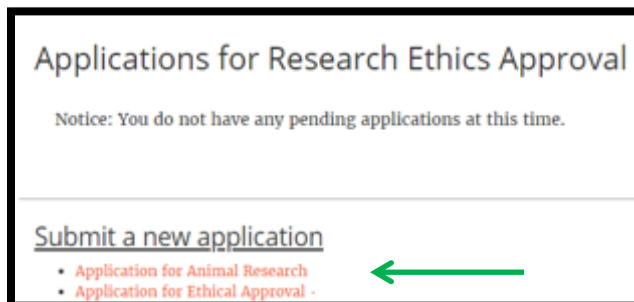 Applications for Research Ethics Approval
Notice: You do not have any pending applications at this time.
Submit a new application
• Application for Animal Research
• Application for Ethical Approval -